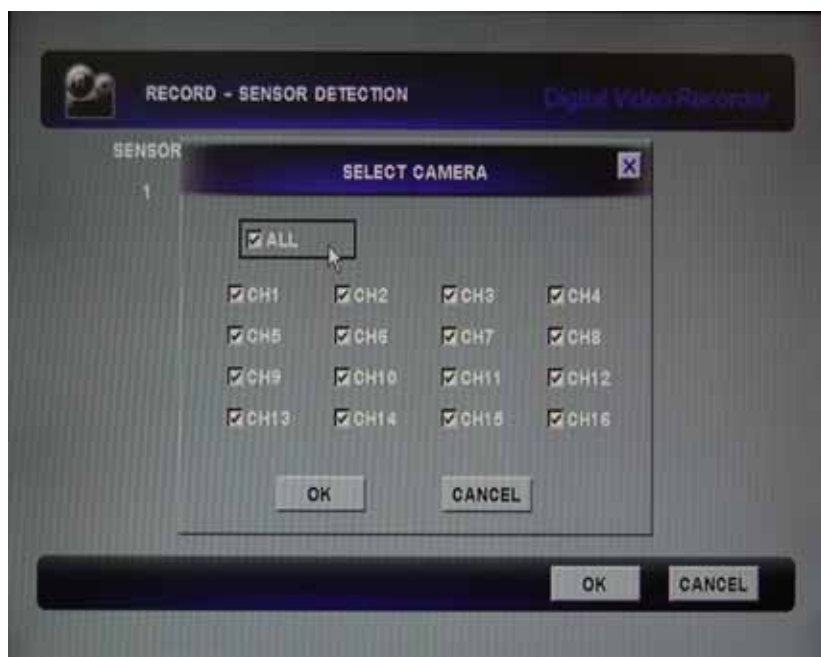 RECORD - SENSOR DETECTION
Digital Video Recorder
SENSOR
1
SELECT CAMERA
X
ALL
CH1 CH2 CH3 CH4
CH5 CH6 CH7 CH8
CH9 CH10 CH11 CH12
CH13 CH14 CH15 CH16
OK CANCEL
OK CANCEL